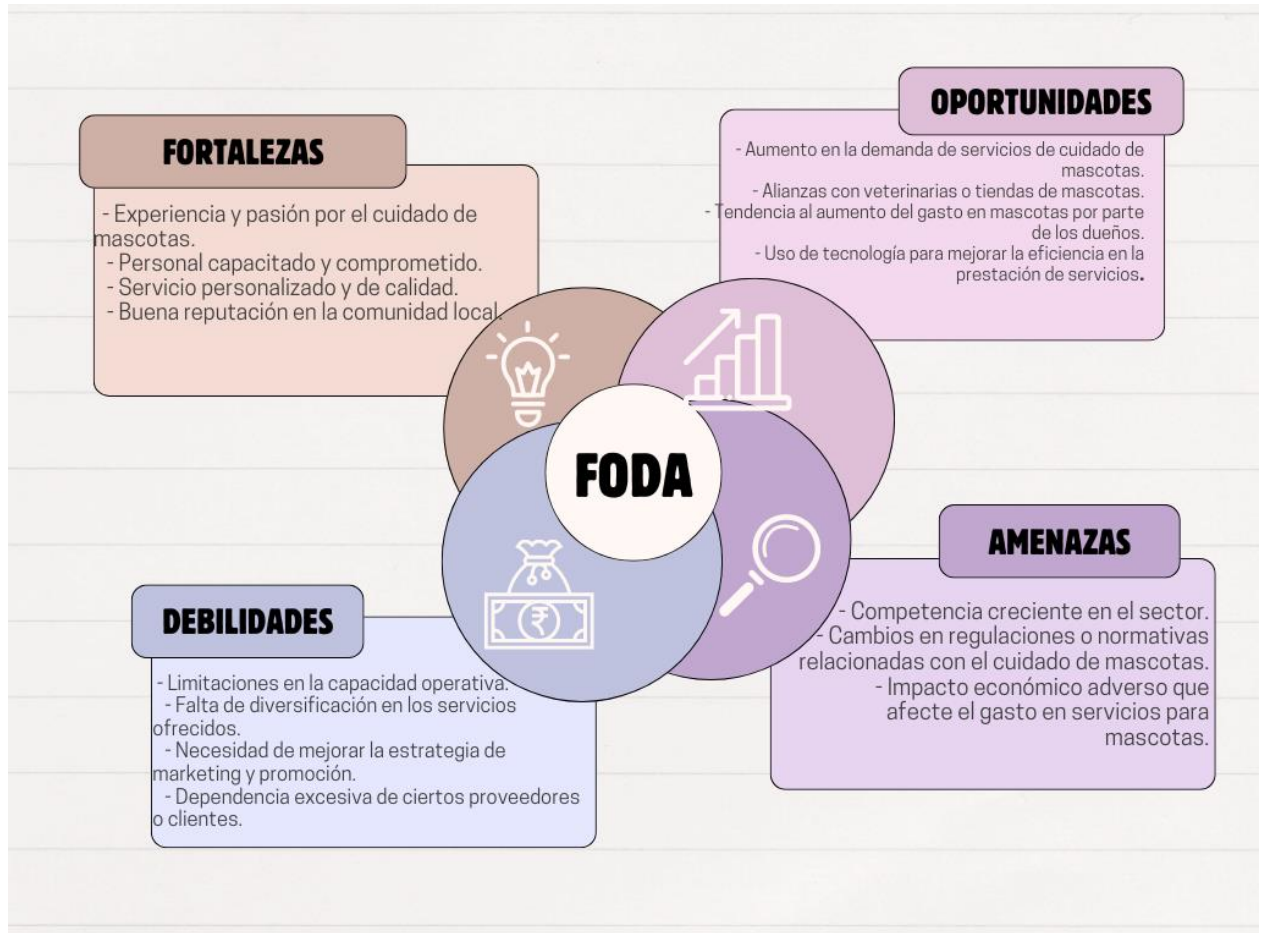 FORTALEZAS
- Experiencia y pasión por el cuidado de
mascotas.
- Personal capacitado y comprometido.
- Servicio personalizado y de calidad.
- Buena reputación en la comunidad local.
OPORTUNIDADES
- Aumento en la demanda de servicios de cuidado de
mascotas.
- Alianzas con veterinarias o tiendas de mascotas.
- Tendencia al aumento del gasto en mascotas por parte
de los dueños.
- Uso de tecnología para mejorar la eficiencia en la
prestación de servicios.
FODA
DEBILIDADES
- Limitaciones en la capacidad operativa.
- Falta de diversificación en los servicios
ofrecidos.
- Necesidad de mejorar la estrategia de
marketing y promoción.
- Dependencia excesiva de ciertos proveedores
o clientes.
₹
AMENAZAS
- Competencia creciente en el sector.
- Cambios en regulaciones o normativas
relacionadas con el cuidado de mascotas.
- Impacto económico adverso que
afecte el gasto en servicios para
mascotas.